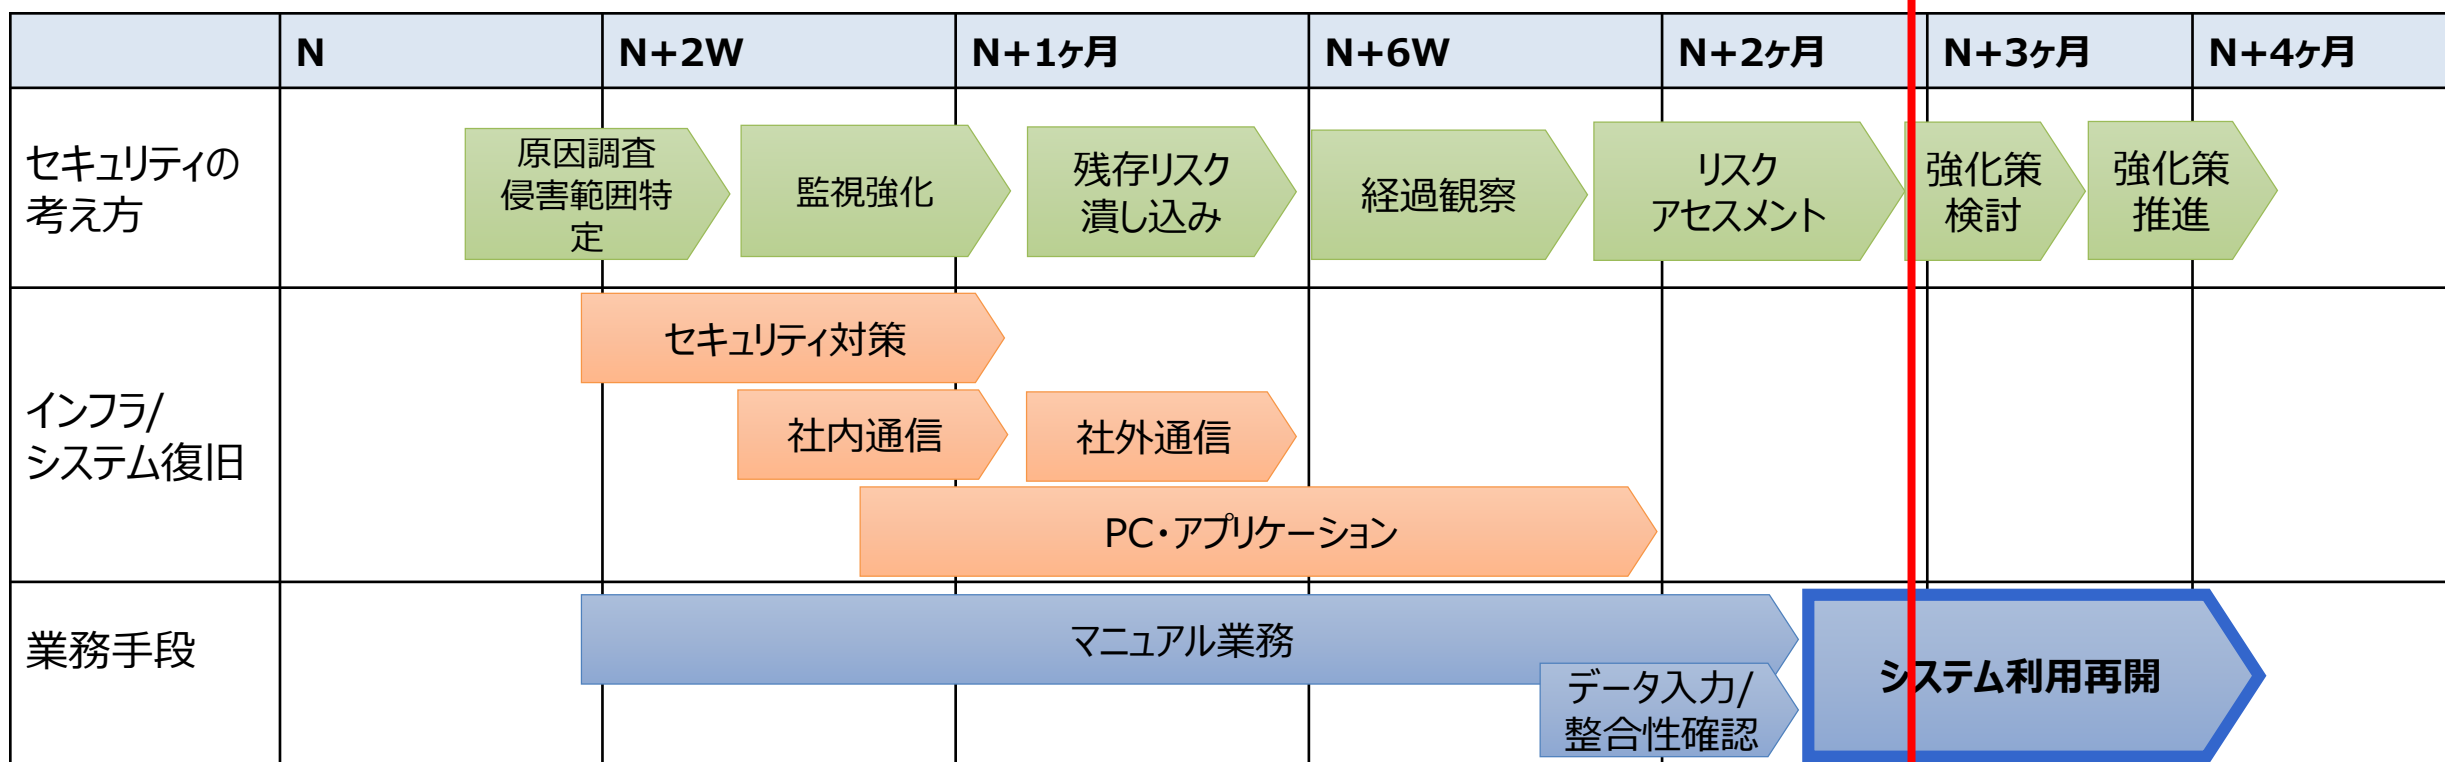 N
N+2W
N+1ヶ月
N+6W
N+2ヶ月
N+3ヶ月
N+4ヶ月
セキュリティの
考え方
原因調査
侵害範囲特
定
監視強化
残存リスク
潰し込み
経過観察
リスク
アセスメント
強化策
検討
強化策
推進
インフラ/
システム復旧
セキュリティ対策
社内通信
社外通信
PC・アプリケーション
業務手段
マニュアル業務
データ入力/
整合性確認
システム利用再開